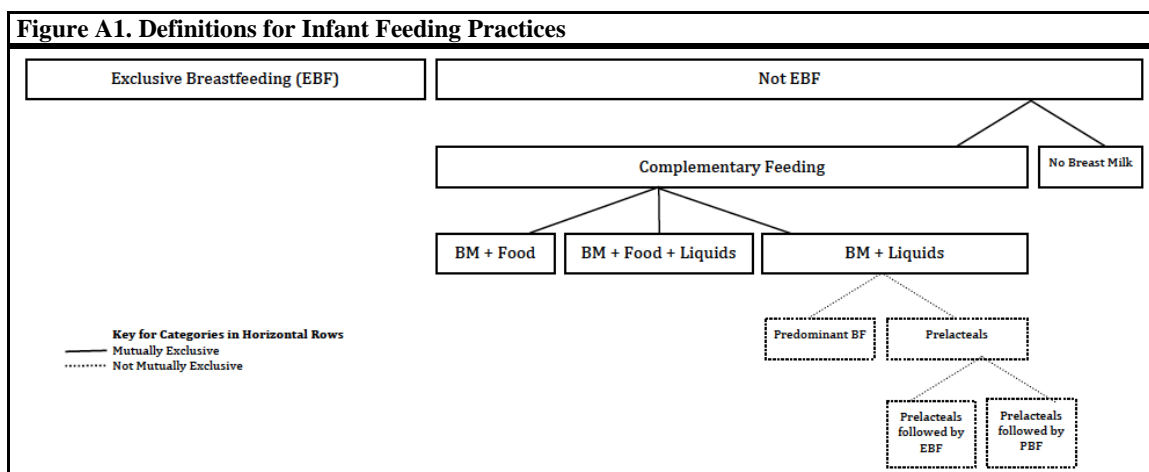 Figure A1. Definitions for Infant Feeding Practices
Exclusive Breastfeeding (EBF)
Not EBF
Complementary Feeding
No Breast Milk
BM + Food
BM + Food + Liquids
BM + Liquids
Key for Categories in Horizontal Rows
Mutually Exclusive
Not Mutually Exclusive
Predominant BF
Prelacteals
Prelacteals
followed by
EBF
Prelacteals
followed by
PBF